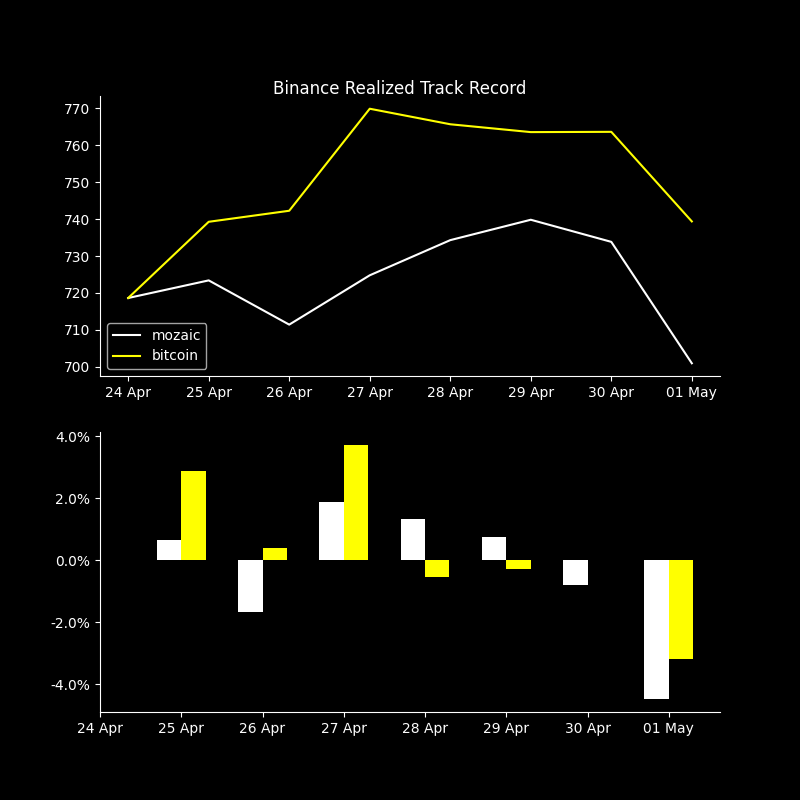 Binance Realized Track Record
770
760
750
740
730
720
710
700
mozaic
bitcoin
24 Apr 25 Apr 26 Apr 27 Apr 28 Apr 29 Apr 30 Apr 01 May
4.0%
2.0%
0.0%
-2.0%
-4.0%
24 Apr 25 Apr 26 Apr 27 Apr 28 Apr 29 Apr 30 Apr 01 May